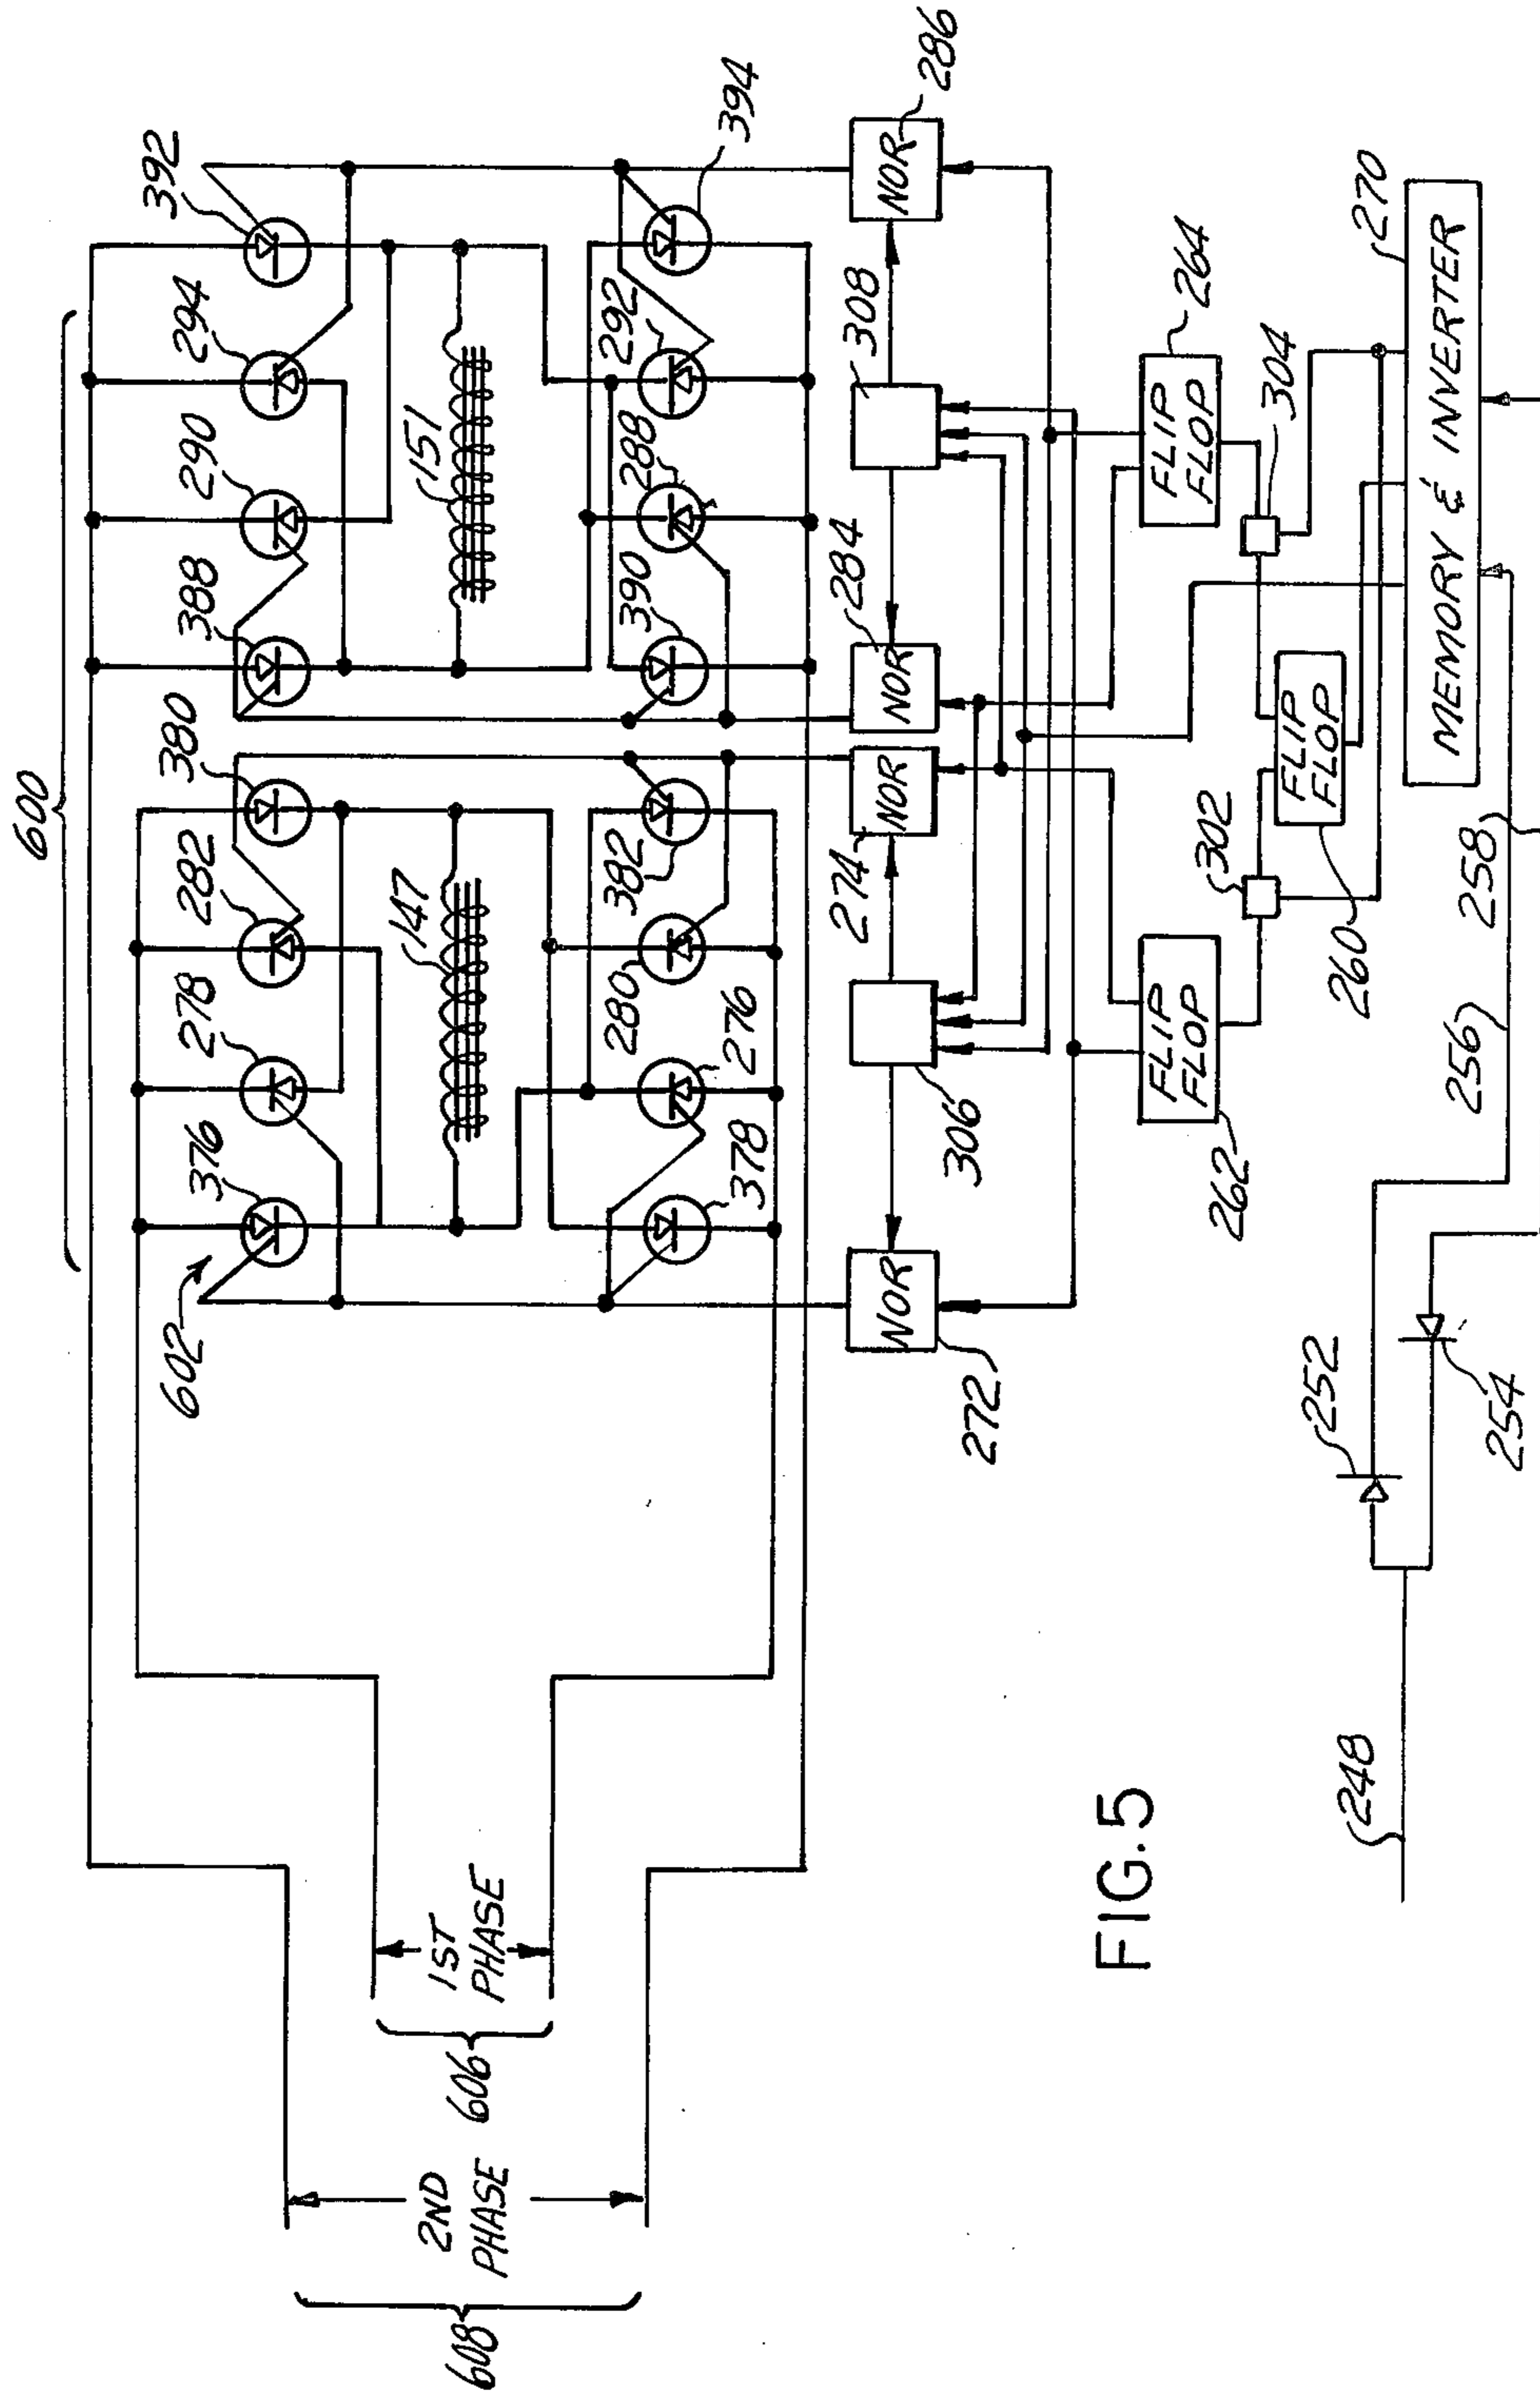 600
392
294
290
388
380
282
278
376
602
151
147
394
292
288
390
382
280
276
378
NOR
286
308
NOR
284
NOR
274
306
NOR
272
FLIP
FLOP
264
FLIP
FLOP
262
304
302
FLIP
FLOP
260
270
MEMORY & INVERTER
258
256
252
254
248
1ST
PHASE
606
2ND
PHASE
608
FIG.5